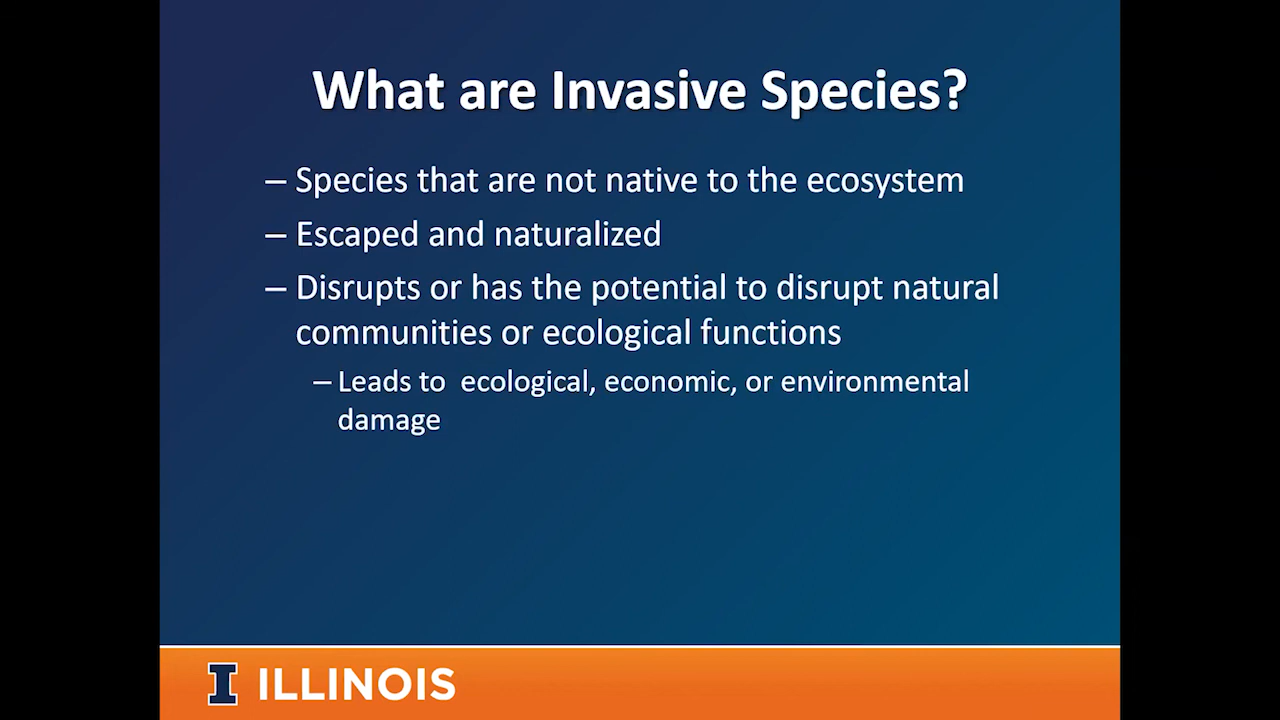 What are Invasive Species?
– Species that are not native to the ecosystem
– Escaped and naturalized
– Disrupts or has the potential to disrupt natural
communities or ecological functions
– Leads to  ecological, economic, or environmental
damage
I ILLINOIS